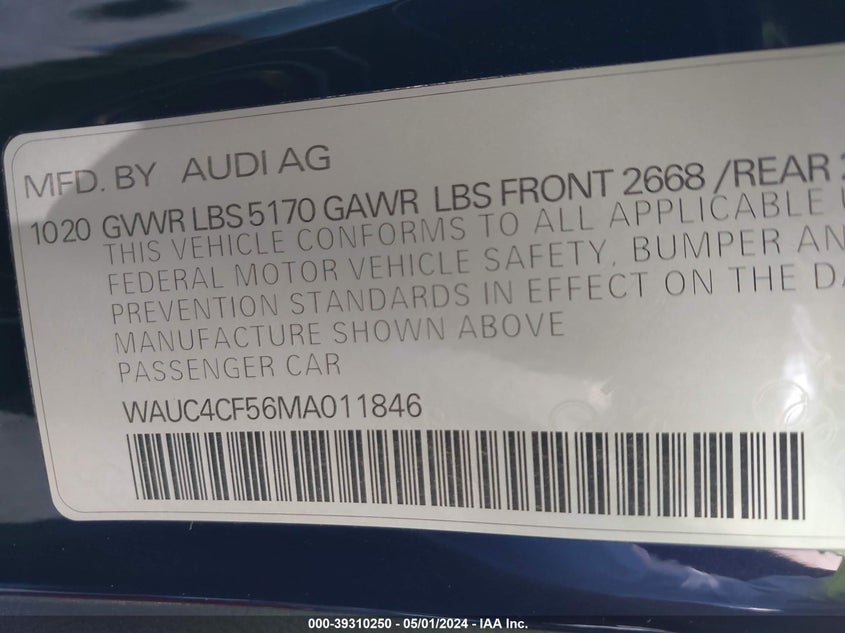 MFD. BY AUDI AG
1020 GVWR LBS 5170 GAWR LBS FRONT 2668 /REAR
THIS VEHICLE CONFORMS TO ALL APPLICABLE
FEDERAL MOTOR VEHICLE SAFETY, BUMPER AN
PREVENTION STANDARDS IN EFFECT ON THE DA
MANUFACTURE SHOWN ABOVE
PASSENGER CAR
WAUC4CF56MA011846
000-39310250 - 05/01/2024 - IAA Inc.